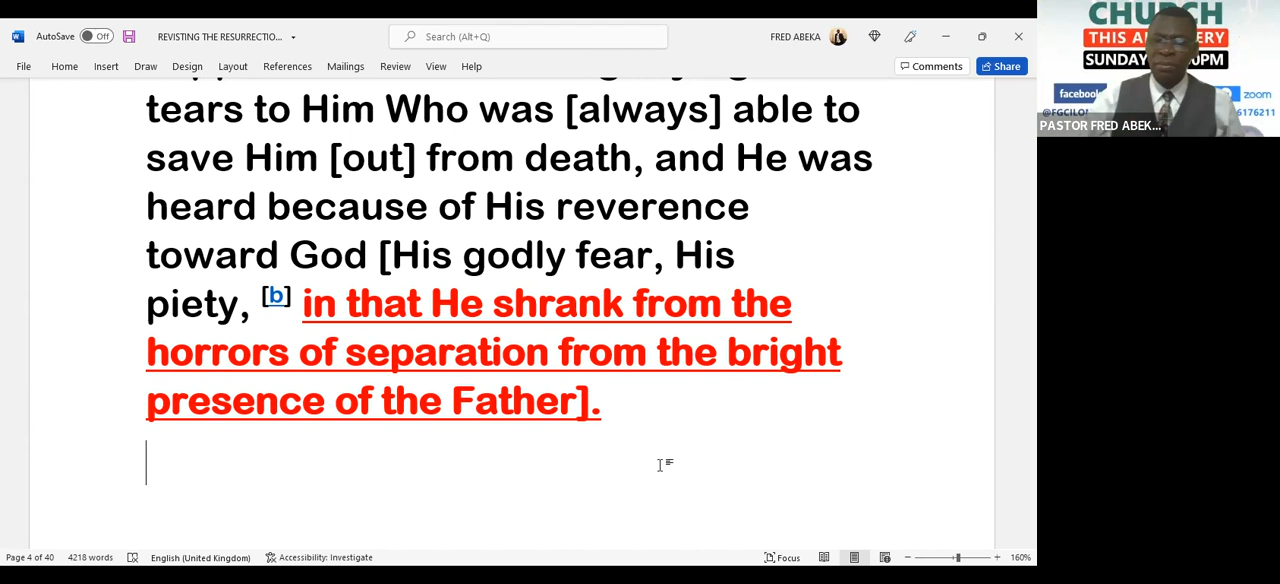 AutoSave Off REVISTING THE RESURRECTIO... Search (Alt+Q) FRED ABEKA
File Home Insert Draw Design Layout References Mailings Review View Help Comments Share
tears to Him Who was [always] able to
save Him [out] from death, and He was
heard because of His reverence
toward God [His godly fear, His
piety, [b] in that He shrank from the
horrors of separation from the bright
presence of the Father].
Page 4 of 40 4218 words English (United Kingdom) Accessibility: Investigate Focus 160%
CHURCH
SUNDAY
facebook
zoom
@FGCILO
6176211
PASTOR FRED ABEK...